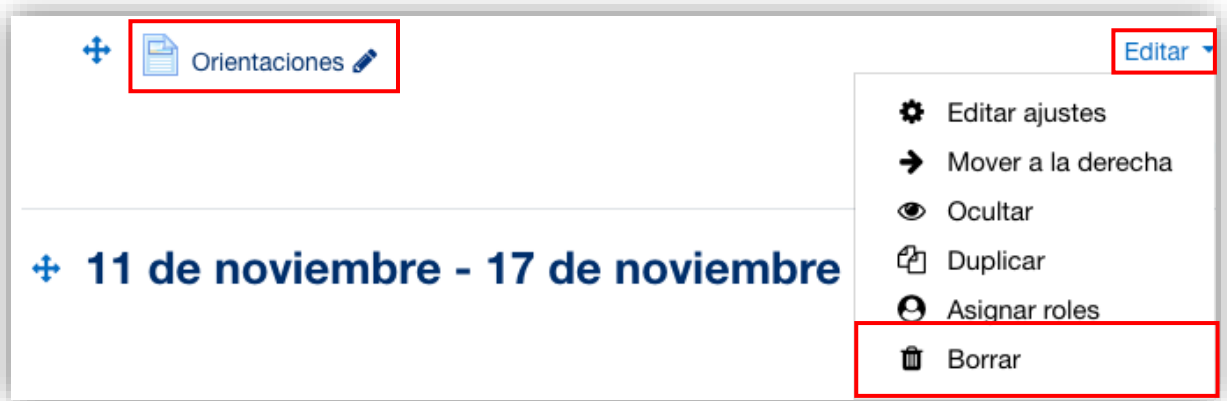 Orientaciones
Editar
Editar ajustes
Mover a la derecha
Ocultar
Duplicar
Asignar roles
Borrar
11 de noviembre - 17 de noviembre